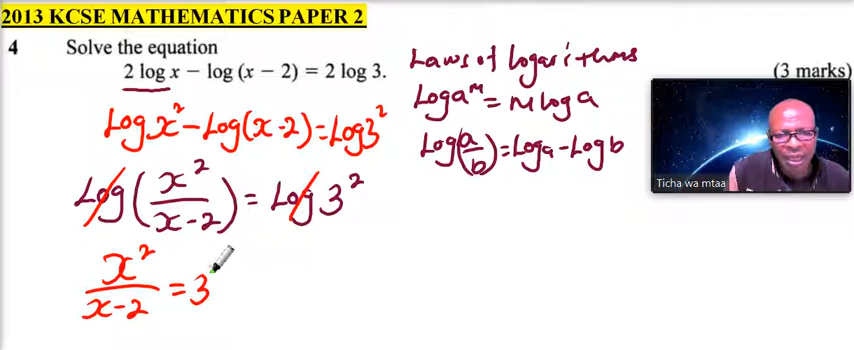 2013 KCSE MATHEMATICS PAPER 2
4 Solve the equation
2 log x − log (x − 2) = 2 log 3. (3 marks)
Log x² − Log(x−2) = Log 3²
Log(x²/(x−2)) = Log 3²
x²/(x−2) = 3
Laws of logarithms
Log aᴹ = M log a
Log(a/b) = Log a − Log b
Ticha wa mtaa